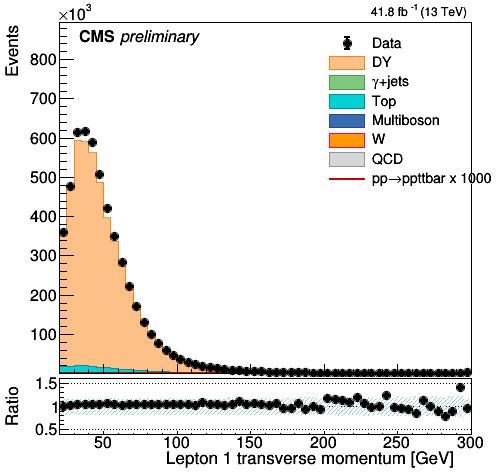 ×10³
41.8 fb⁻¹ (13 TeV)
CMS preliminary
Events
800
700
600
500
400
300
200
100
Data
DY
γ+jets
Top
Multiboson
W
QCD
pp→ppttbar x 1000
Ratio
1.5
1
0.5
50 100 150 200 250 300
Lepton 1 transverse momentum [GeV]